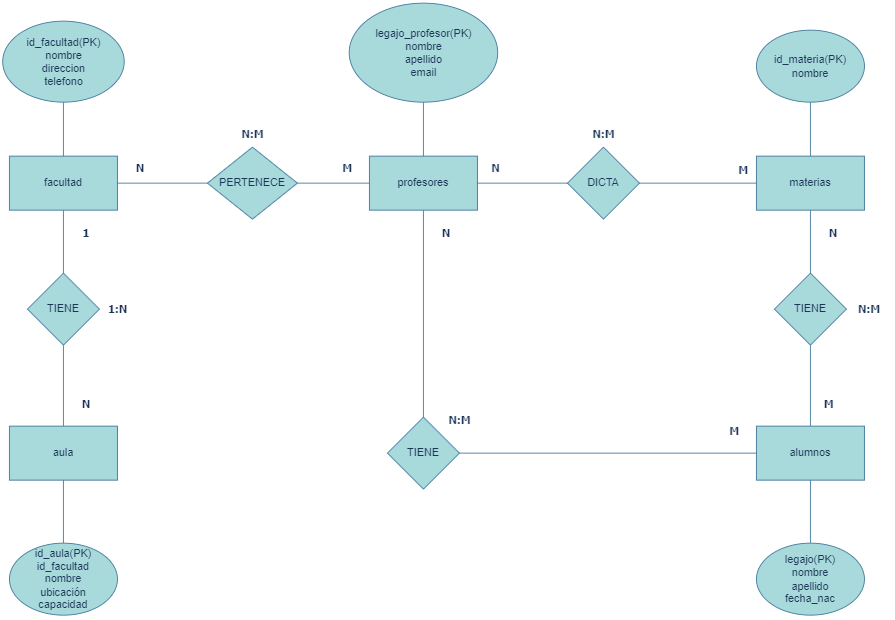 id_facultad(PK)
nombre
direccion
telefono
legajo_profesor(PK)
nombre
apellido
email
id_materia(PK)
nombre
N:M
N:M
facultad
N
PERTENECE
M
profesores
N
DICTA
M
materias
1
N
N
TIENE
1:N
TIENE
N:M
N
M
N:M
M
aula
TIENE
alumnos
id_aula(PK)
id_facultad
nombre
ubicación
capacidad
legajo(PK)
nombre
apellido
fecha_nac